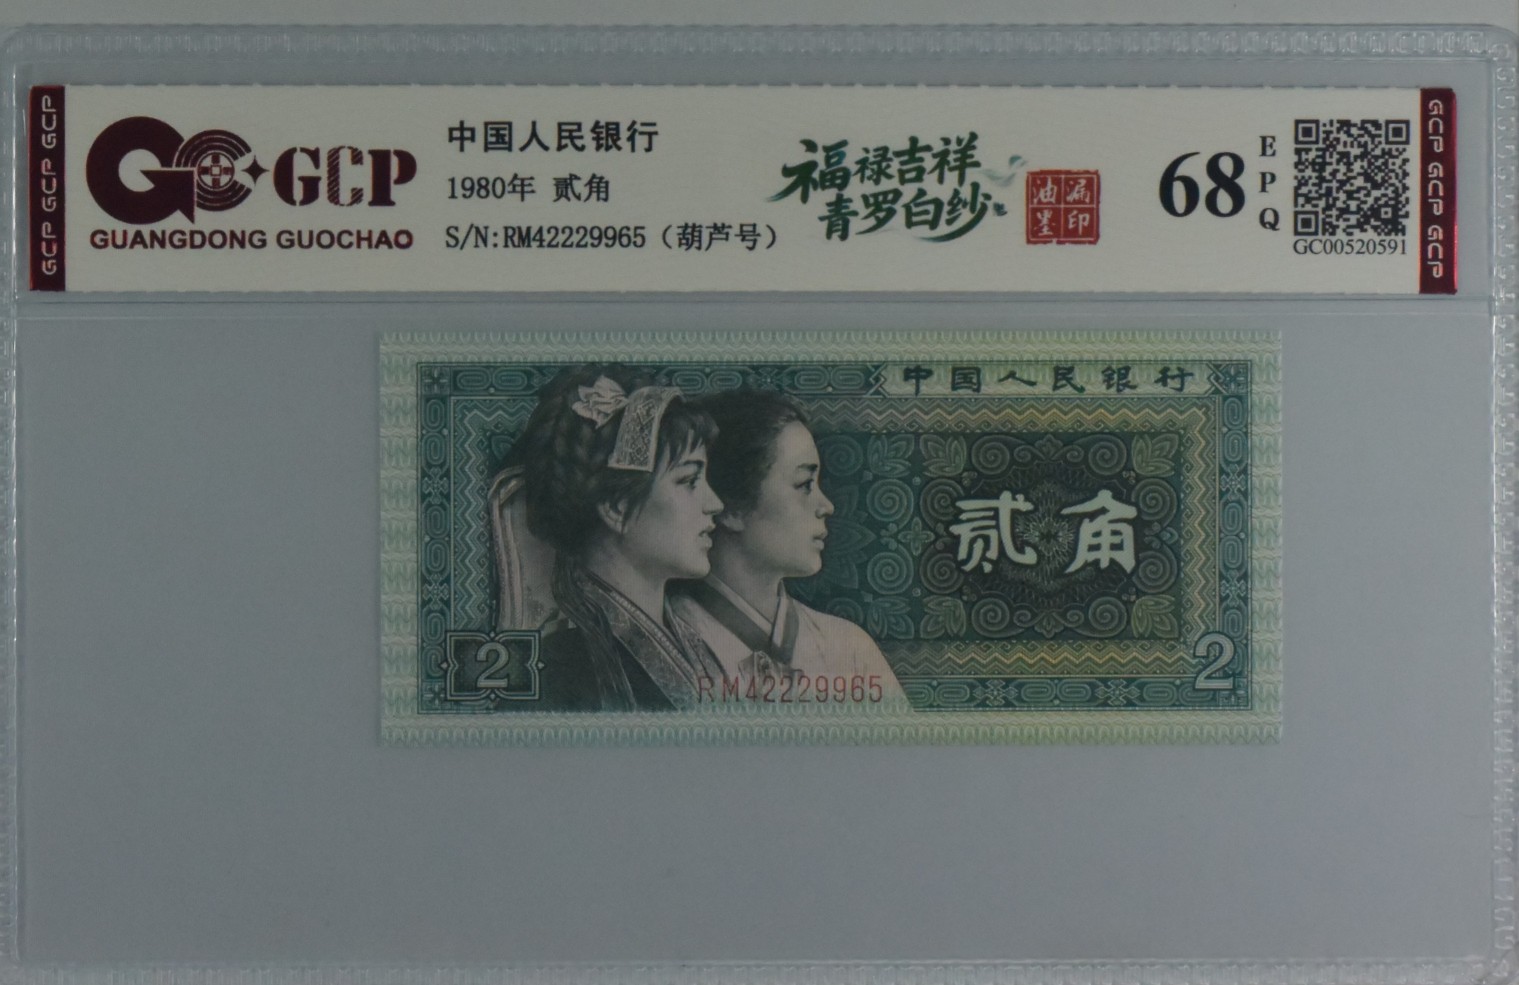 GCP GCP GCP
GCP
GUANGDONG GUOCHAO
中国人民银行
1980年 贰角
S/N:RM42229965（葫芦号）
福禄吉祥
青罗白纱
油漏
墨印
68
EPQ
GC00520591
GCP GCP GCP
中国人民银行
贰角
2
2
RM42229965